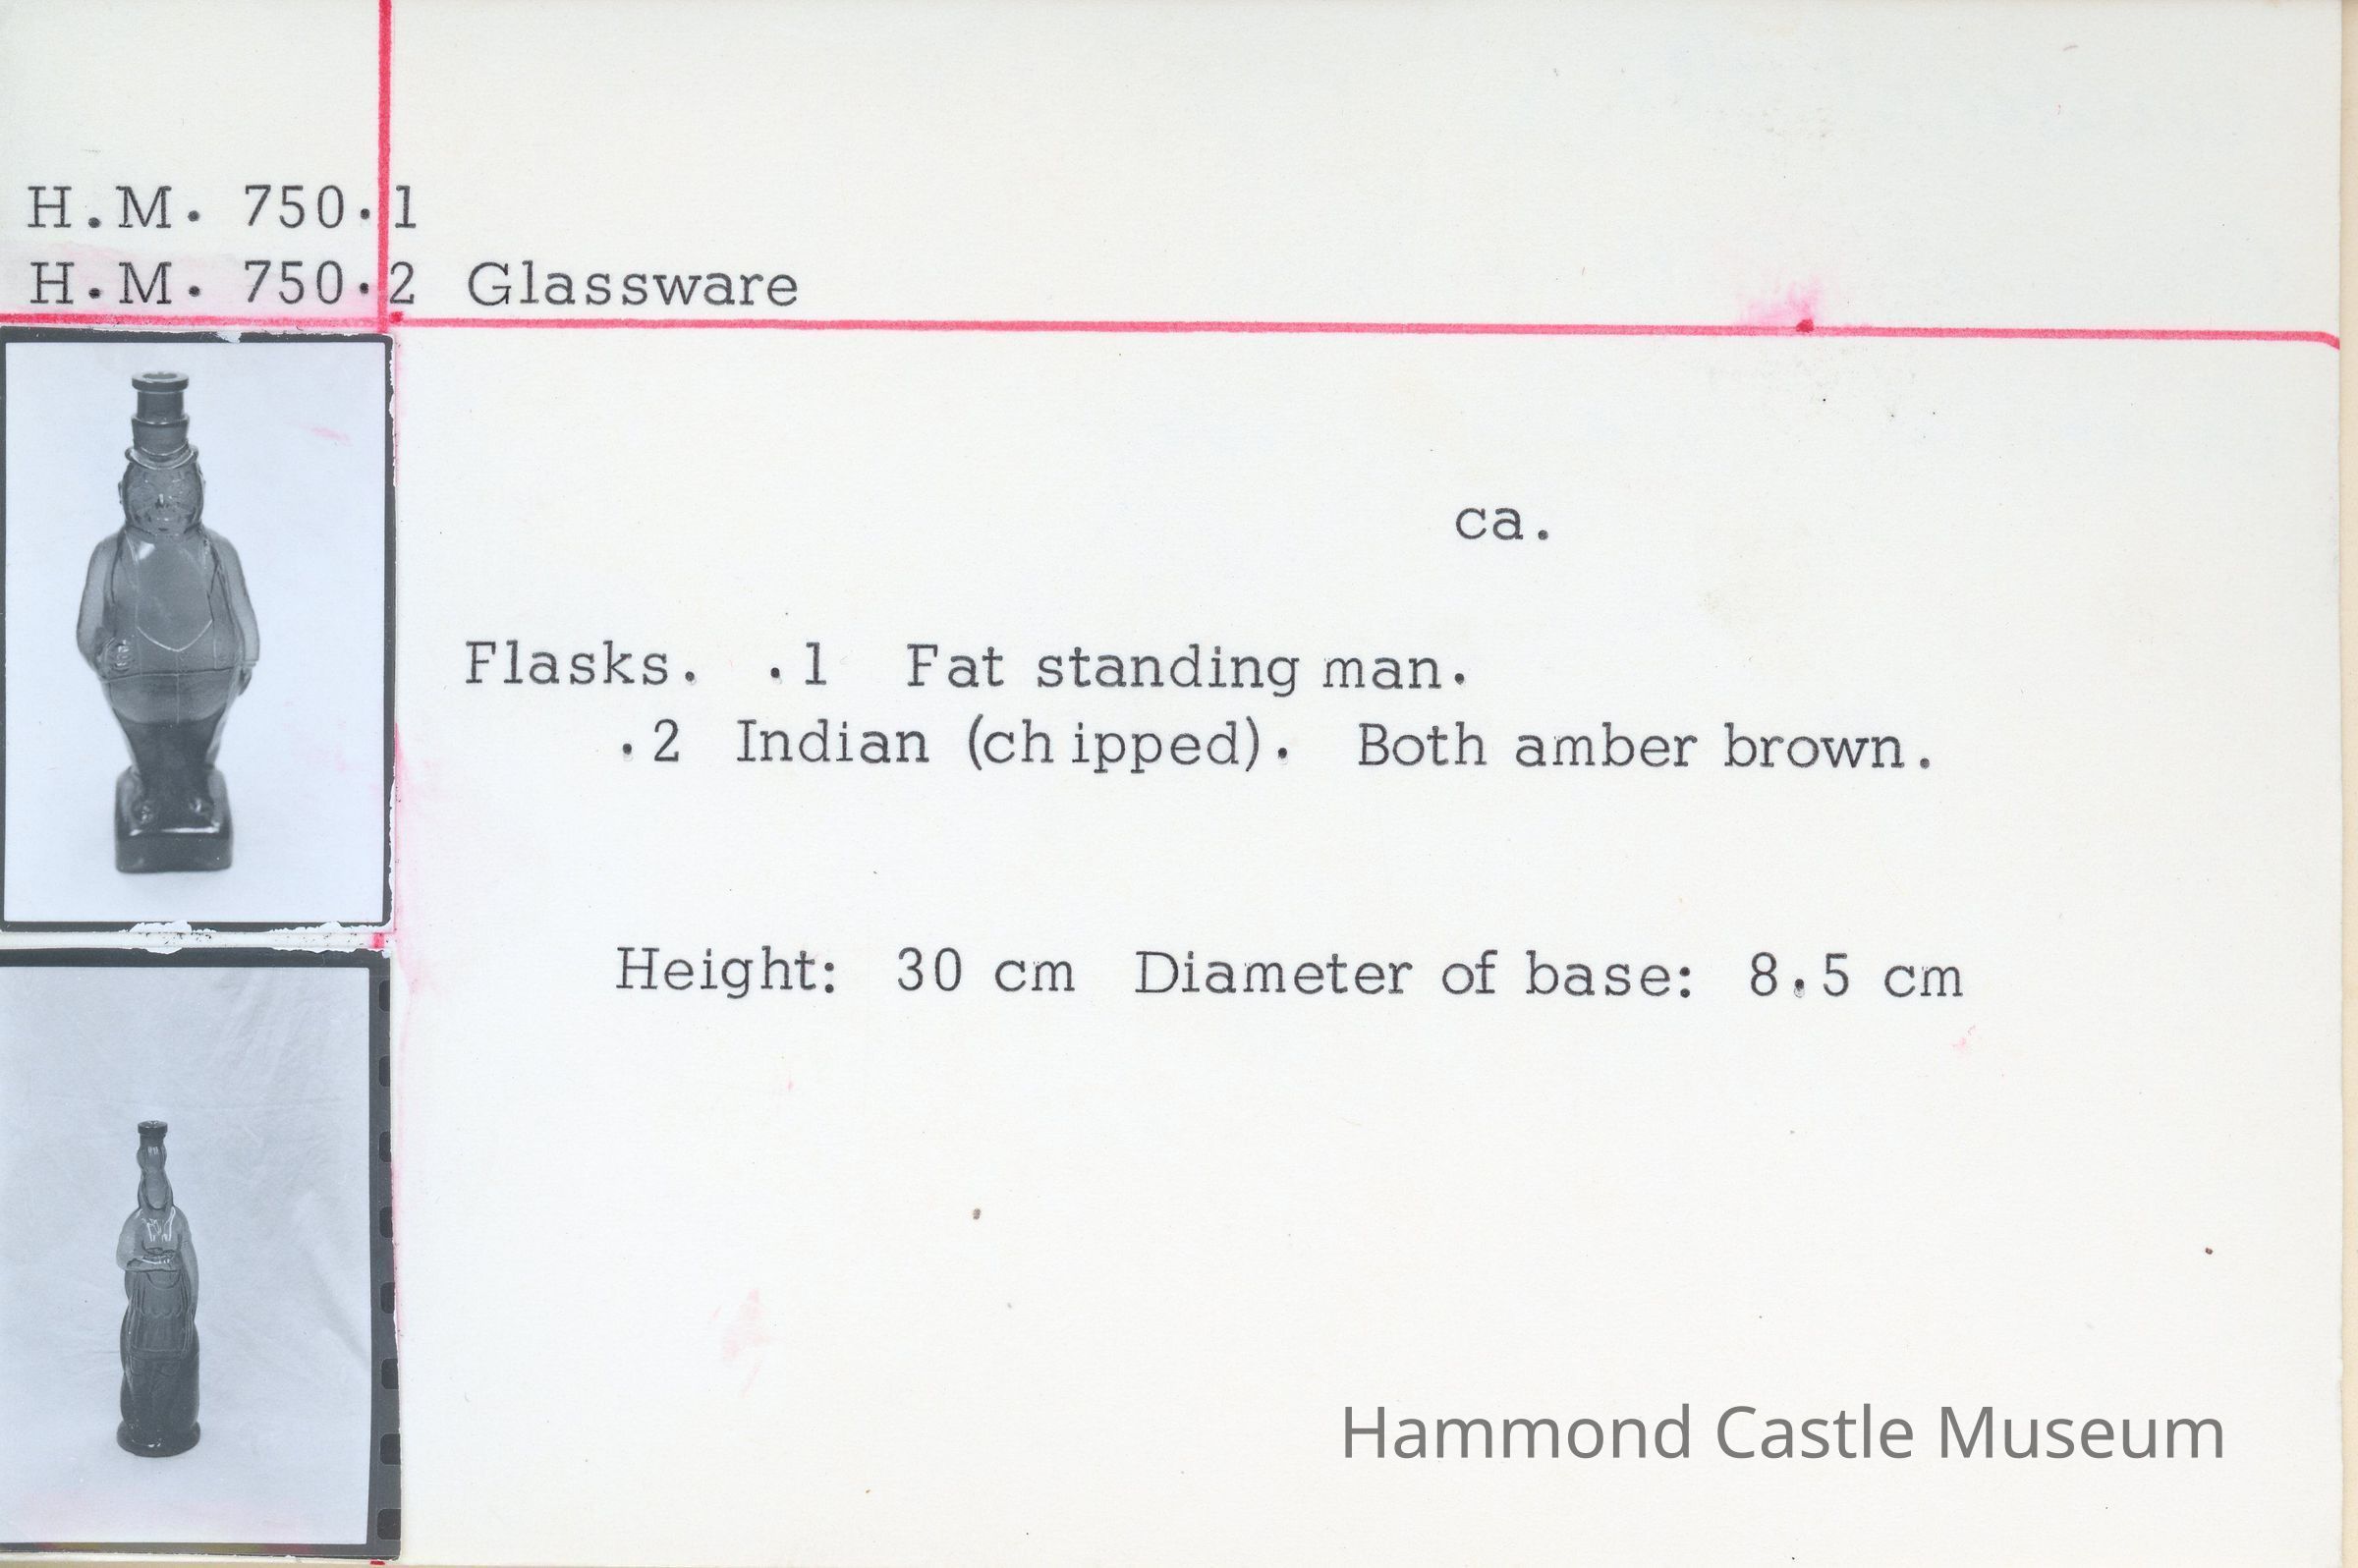 H.M. 750.1
H.M. 750.2 Glassware
ca.
Flasks. .1 Fat standing man.
.2 Indian (ch ipped). Both amber brown.
Height: 30 cm Diameter of base: 8.5 cm
Hammond Castle Museum